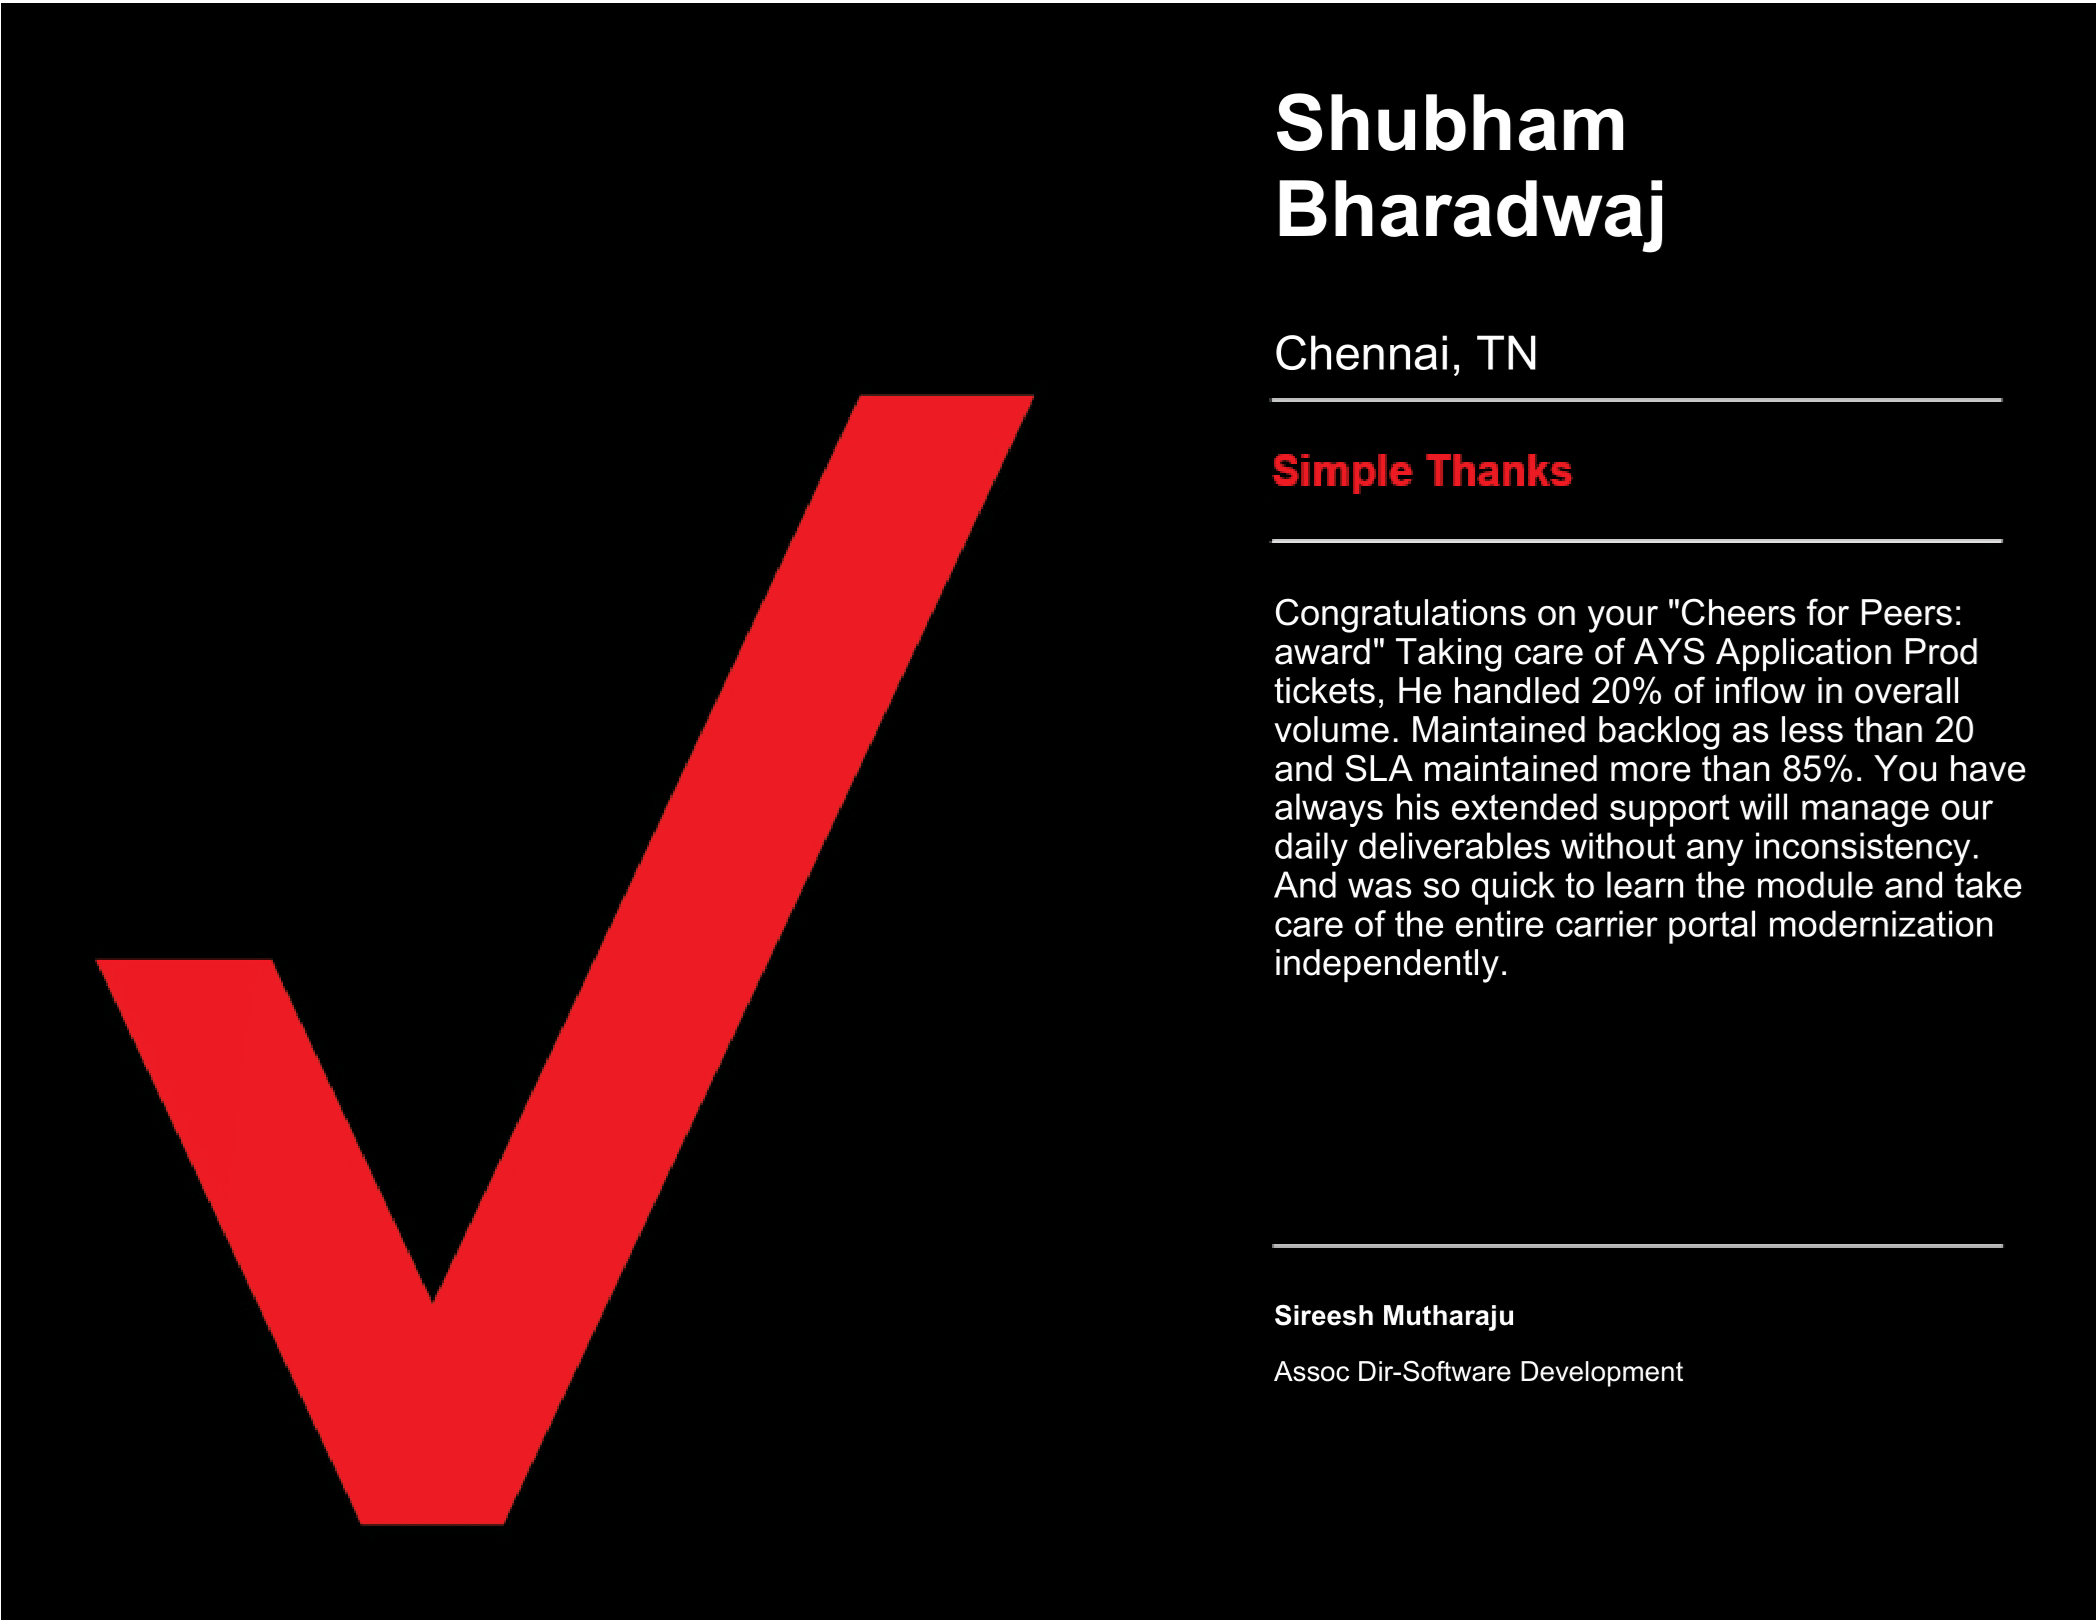 Shubham
Bharadwaj
Chennai, TN
Simple Thanks
Congratulations on your "Cheers for Peers:
award" Taking care of AYS Application Prod
tickets, He handled 20% of inflow in overall
volume. Maintained backlog as less than 20
and SLA maintained more than 85%. You have
always his extended support will manage our
daily deliverables without any inconsistency.
And was so quick to learn the module and take
care of the entire carrier portal modernization
independently.
Sireesh Mutharaju
Assoc Dir-Software Development